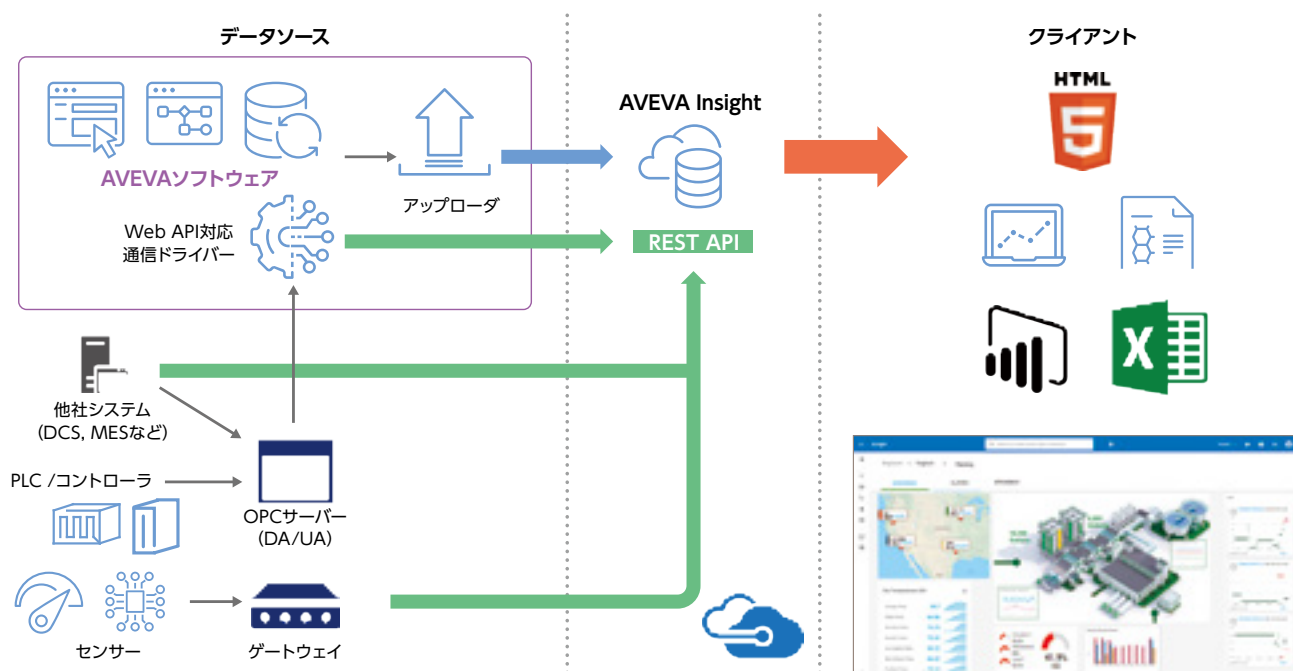 データソース
クライアント
HTML
5
AVEVA Insight
AVEVAソフトウェア
アップローダ
Web API対応
通信ドライバー
REST API
他社システム
(DCS, MESなど)
PLC /コントローラ
OPCサーバー
(DA/UA)
センサー
ゲートウェイ
X